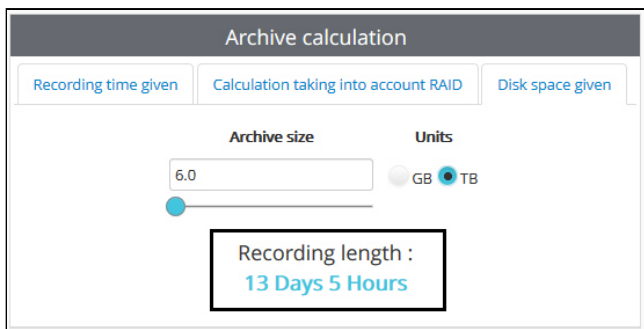 Archive calculation
Recording time given Calculation taking into account RAID Disk space given
Archive size Units
6.0 GB TB
Recording length :
13 Days 5 Hours